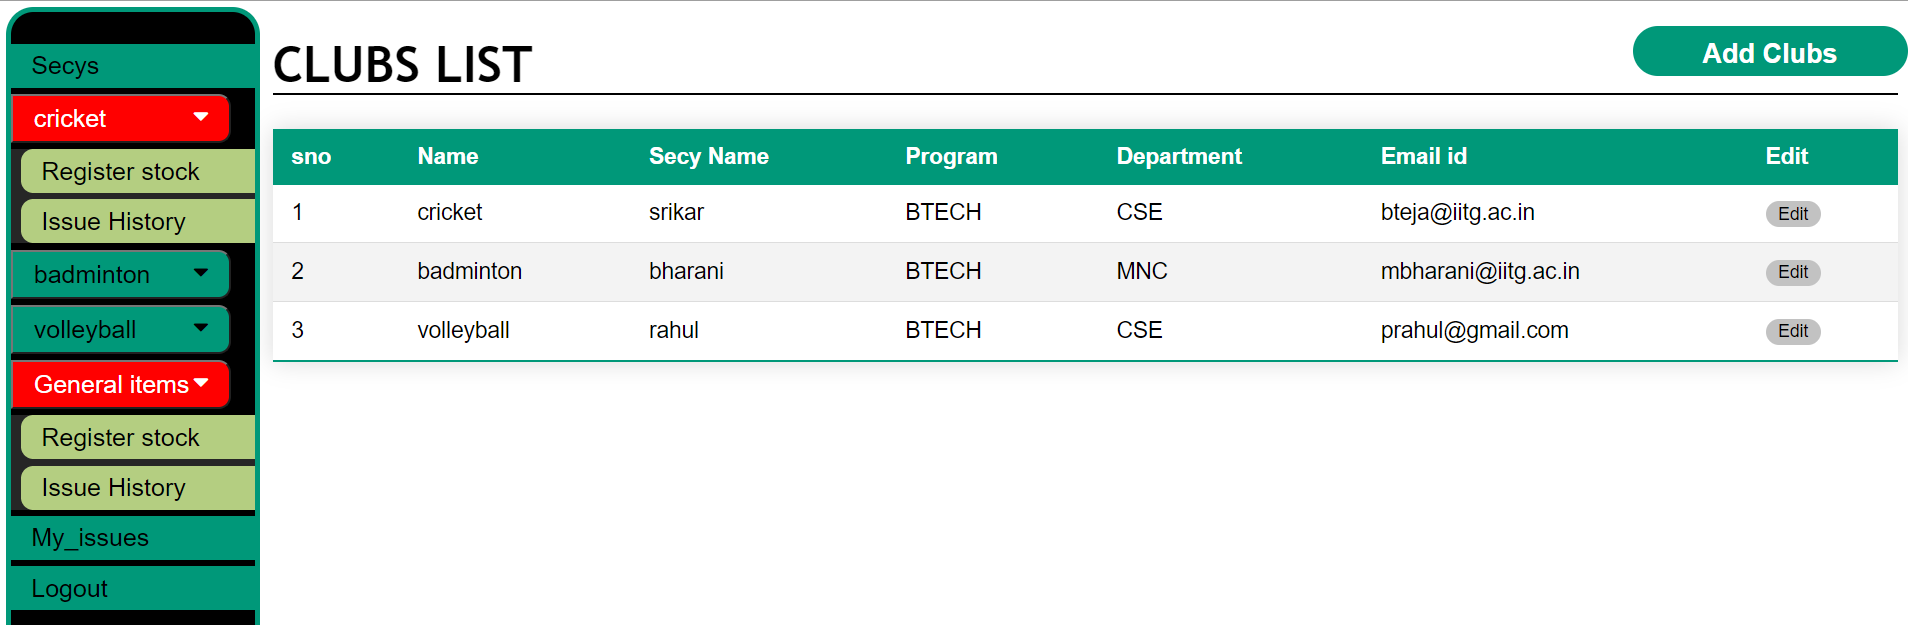 Secys
cricket
Register stock
Issue History
badminton
volleyball
General items
Register stock
Issue History
My_issues
Logout
CLUBS LIST
Add Clubs
sno Name Secy Name Program Department Email id Edit
1 cricket srikar BTECH CSE bteja@iitg.ac.in Edit
2 badminton bharani BTECH MNC mbharani@iitg.ac.in Edit
3 volleyball rahul BTECH CSE prahul@gmail.com Edit